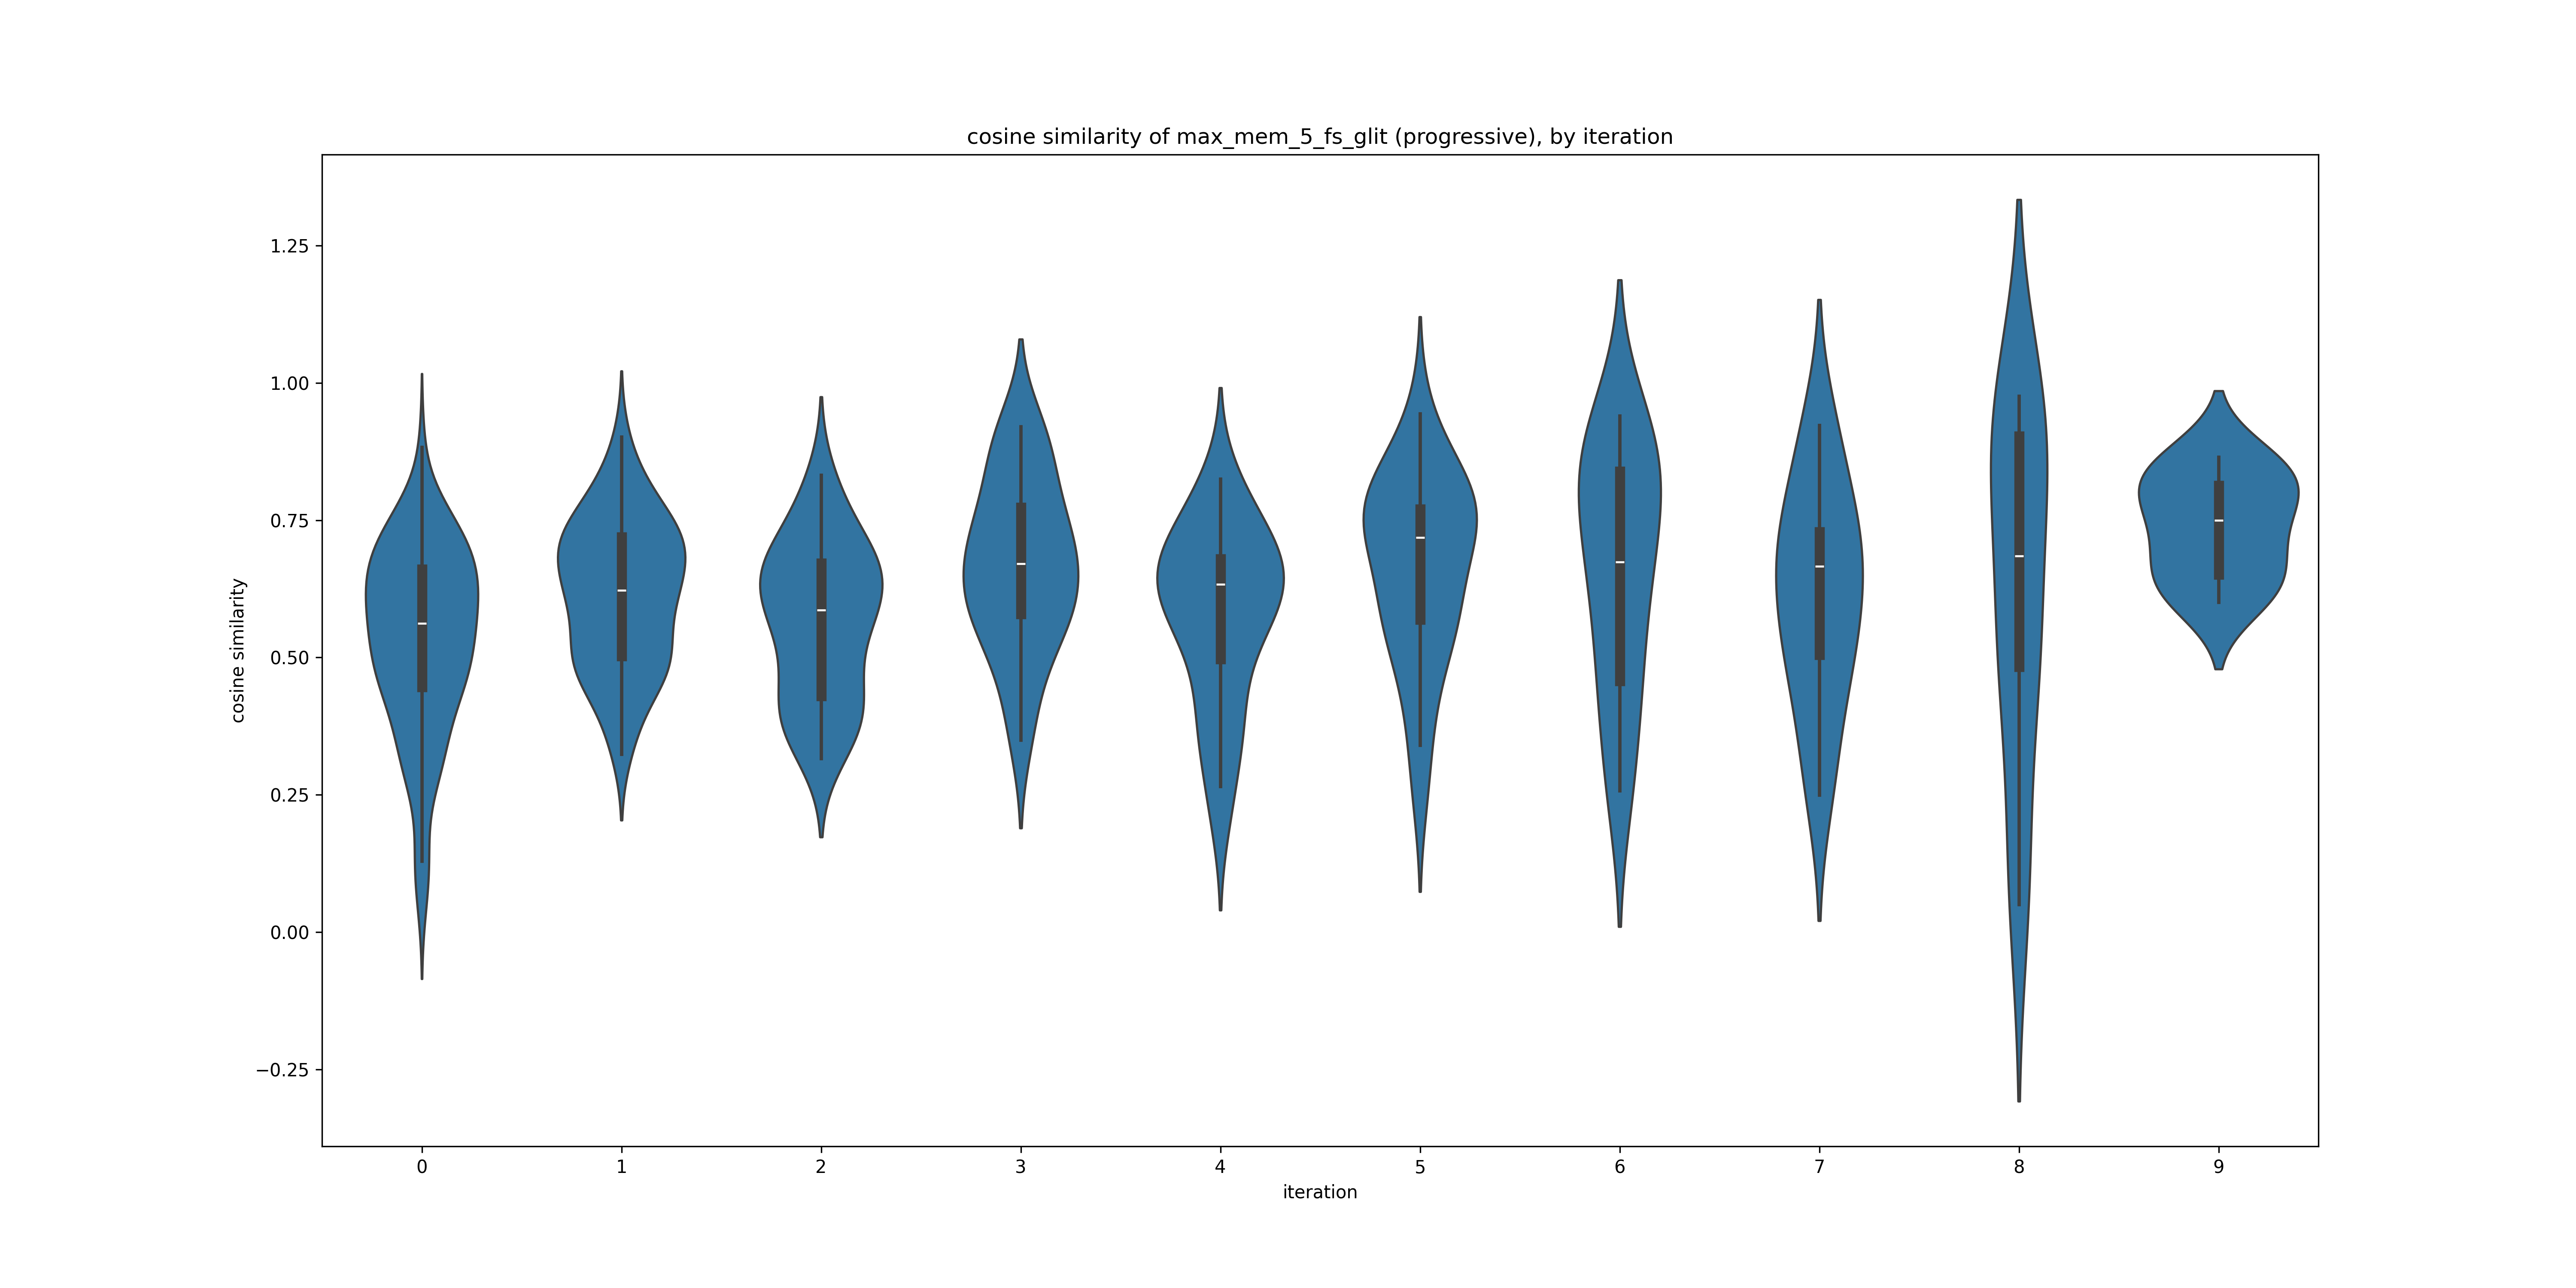 cosine similarity of max_mem_5_fs_glit (progressive), by iteration
cosine similarity
1.25
1.00
0.75
0.50
0.25
0.00
−0.25
0 1 2 3 4 5 6 7 8 9
iteration